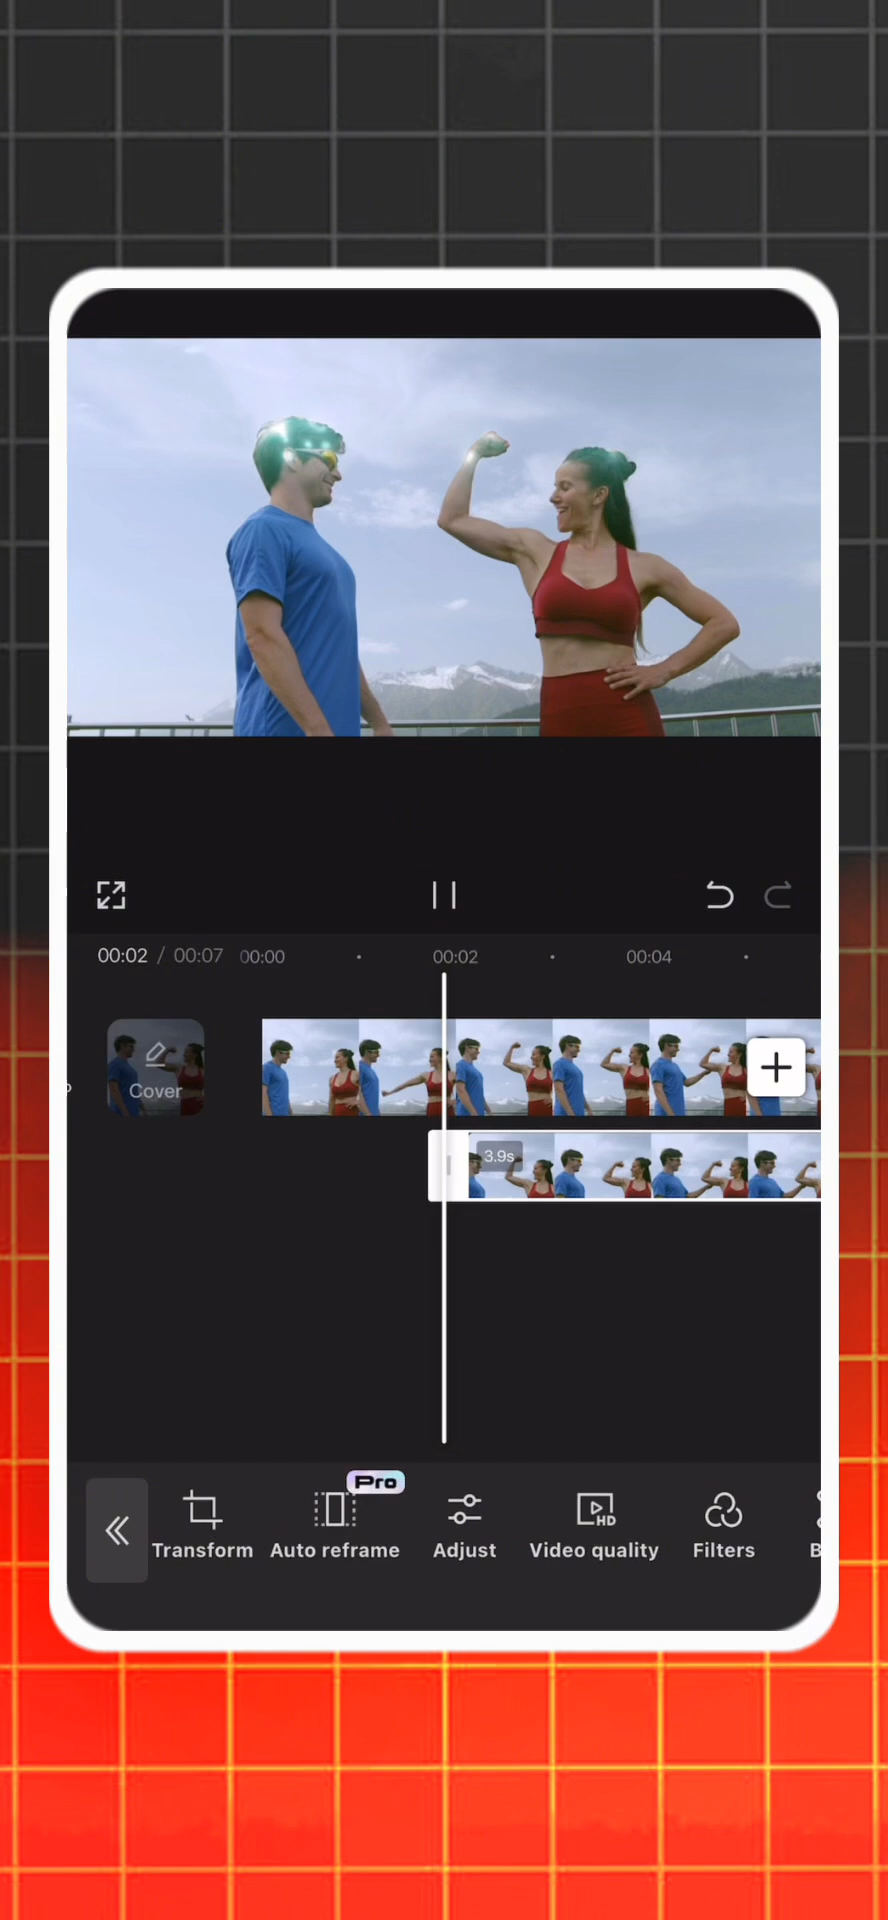 00:02 / 00:07 00:00 00:02 00:04
Cover
3.9s
Pro
Transform Auto reframe Adjust Video quality Filters
HD